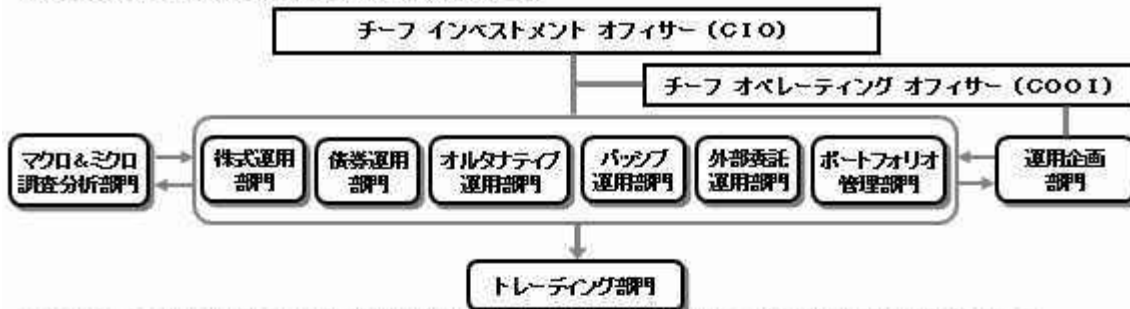 チーフ インベストメント オフィサー (CIO)
チーフ オペレーティング オフィサー (COOI)
マクロ&ミクロ
調査分析部門
株式運用
部門
債券運用
部門
オルタナティブ
運用部門
パッシブ
運用部門
外部委託
運用部門
ポートフォリオ
管理部門
運用企画
部門
トレーディング部門